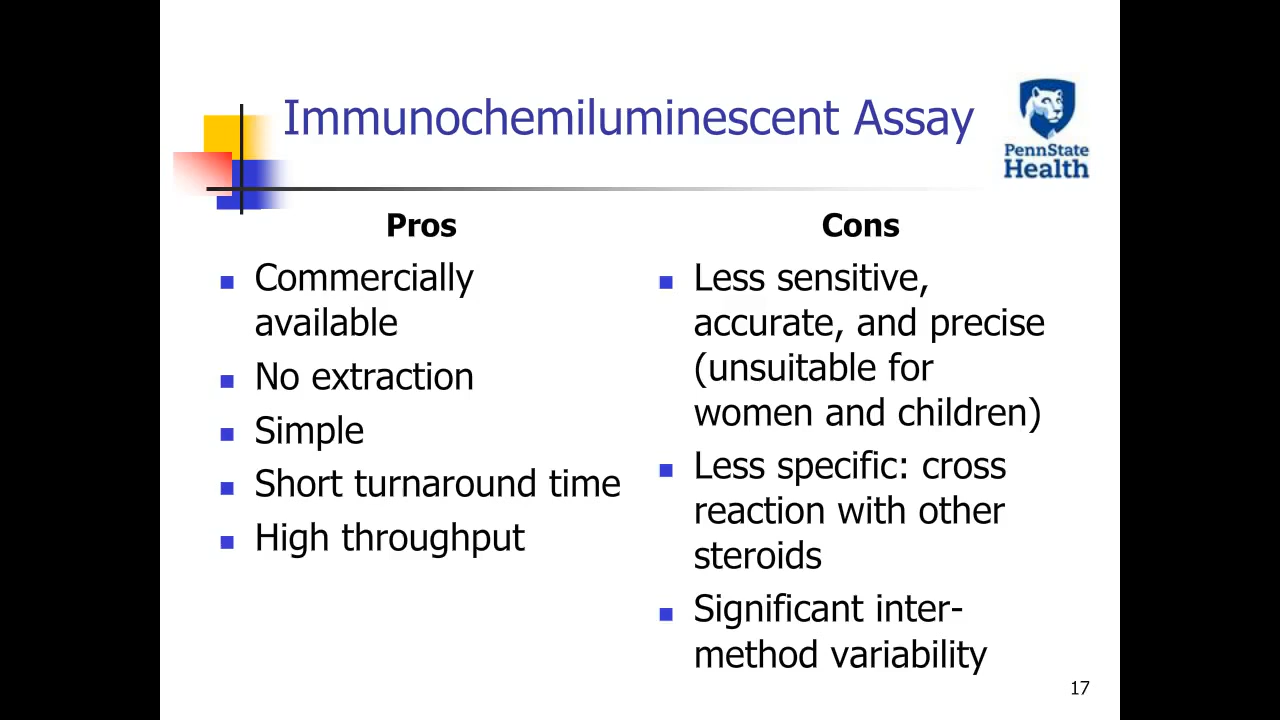 Immunochemiluminescent Assay
PennState
Health
Pros
Commercially
available
No extraction
Simple
Short turnaround time
High throughput
Cons
Less sensitive,
accurate, and precise
(unsuitable for
women and children)
Less specific: cross
reaction with other
steroids
Significant inter-
method variability
17